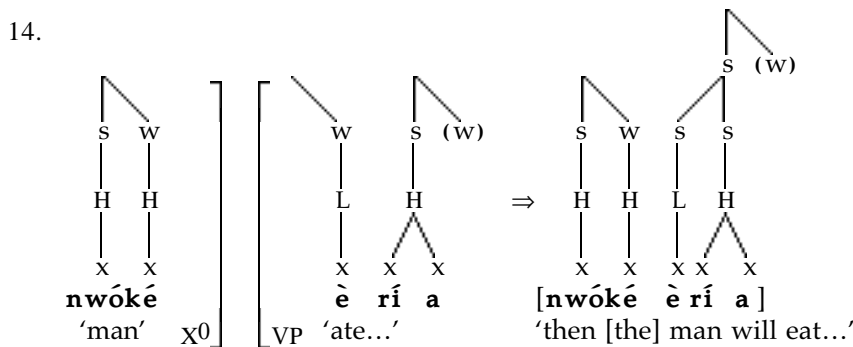 14.
s (w)
s w w s (w) s w s s
H H L H ⇒ H H L H
x x x x x x x x x x
nwóké è rí a [nwóké è rí a ]
‘man’ X0 VP ‘ate…’ ‘then [the] man will eat…’